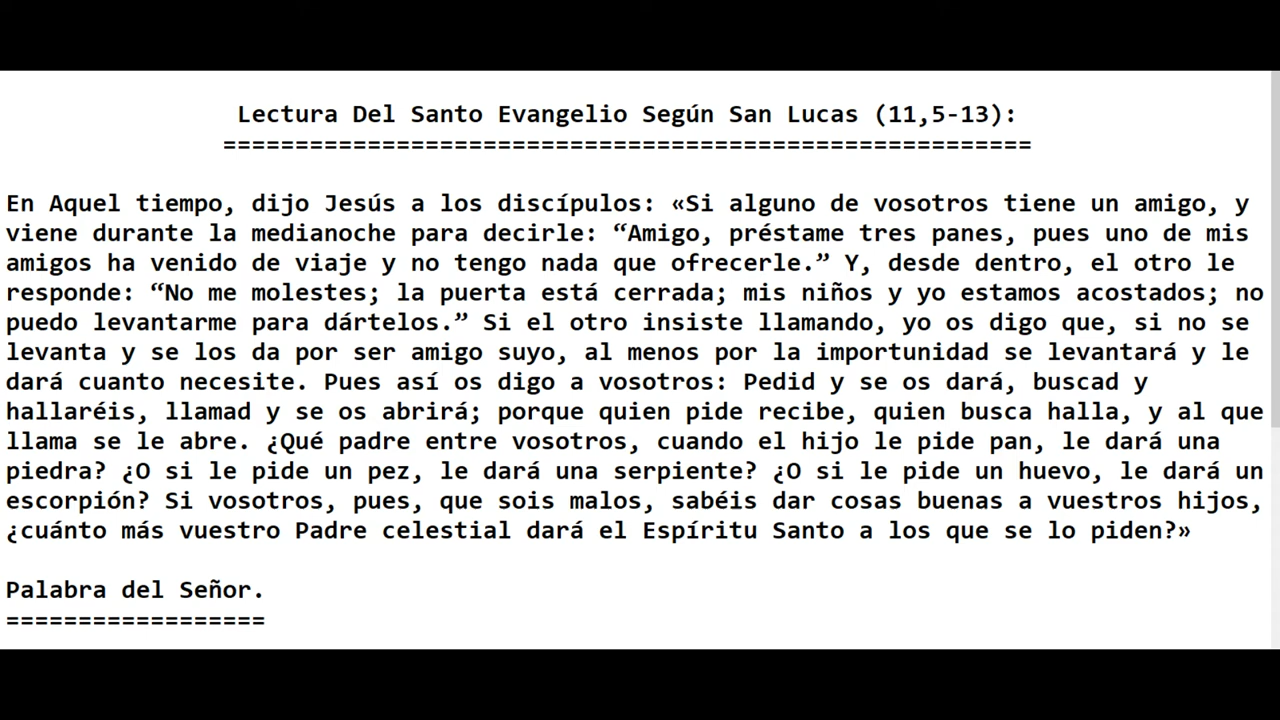 Lectura Del Santo Evangelio Según San Lucas (11,5-13):
========================================================
En Aquel tiempo, dijo Jesús a los discípulos: «Si alguno de vosotros tiene un amigo, y
viene durante la medianoche para decirle: “Amigo, préstame tres panes, pues uno de mis
amigos ha venido de viaje y no tengo nada que ofrecerle.” Y, desde dentro, el otro le
responde: “No me molestes; la puerta está cerrada; mis niños y yo estamos acostados; no
puedo levantarme para dártelos.” Si el otro insiste llamando, yo os digo que, si no se
levanta y se los da por ser amigo suyo, al menos por la importunidad se levantará y le
dará cuanto necesite. Pues así os digo a vosotros: Pedid y se os dará, buscad y
hallaréis, llamad y se os abrirá; porque quien pide recibe, quien busca halla, y al que
llama se le abre. ¿Qué padre entre vosotros, cuando el hijo le pide pan, le dará una
piedra? ¿O si le pide un pez, le dará una serpiente? ¿O si le pide un huevo, le dará un
escorpión? Si vosotros, pues, que sois malos, sabéis dar cosas buenas a vuestros hijos,
¿cuánto más vuestro Padre celestial dará el Espíritu Santo a los que se lo piden?»
Palabra del Señor.
==================